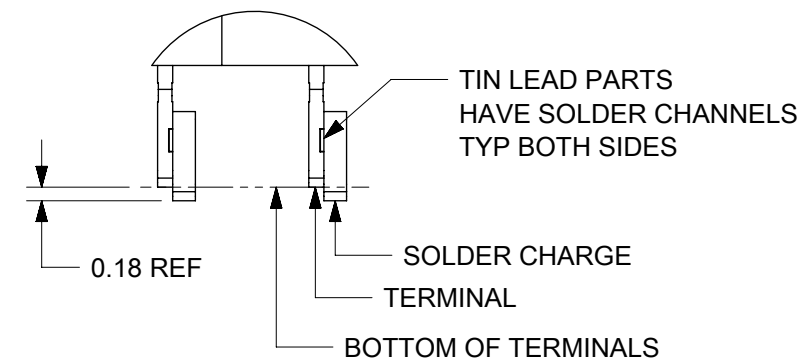 TIN LEAD PARTS
HAVE SOLDER CHANNELS
TYP BOTH SIDES
0.18 REF
SOLDER CHARGE
TERMINAL
BOTTOM OF TERMINALS